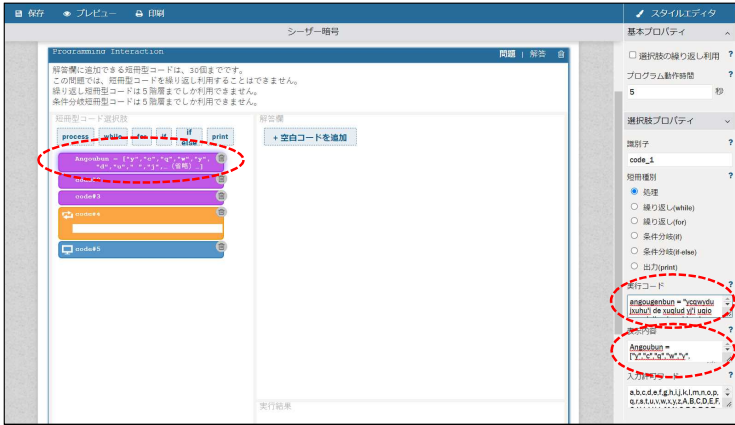 保存 プレビュー 印刷
スタイルエディタ
シーザー暗号
基本プロパティ
Programming Interaction 問題 | 解答
解答欄に追加できる短冊型コードは、30個までです。
この問題では、短冊型コードを繰り返し利用することはできません。
繰り返し短冊型コードは5階層までしか利用できません。
条件分岐短冊型コードは5階層までしか利用できません。
短冊型コード選択肢
解答欄
process while for if if else print
+ 空白コードを追加
Angoubun = ["y","c","q","w","y",
"d","u"," ","j",…（省略）…]
code#3
code#4
code#5
実行結果
選択肢の繰り返し利用 ?
プログラム動作時間 ?
5 秒
選択肢プロパティ
識別子
code_1
短冊種別 ?
処理
繰り返し(while)
繰り返し(for)
条件分岐(if)
条件分岐(if-else)
出力(print)
実行コード ?
angougenbun = "ycqwydu
jxuhu'i de xuqlud yj'i uqio
表示内容 ?
Angoubun =
["y","c","q","w","y",
入力許可ワード ?
a,b,c,d,e,f,g,h,i,j,k,l,m,n,o,p,
q,r,s,t,u,v,w,x,y,z,A,B,C,D,E,F,